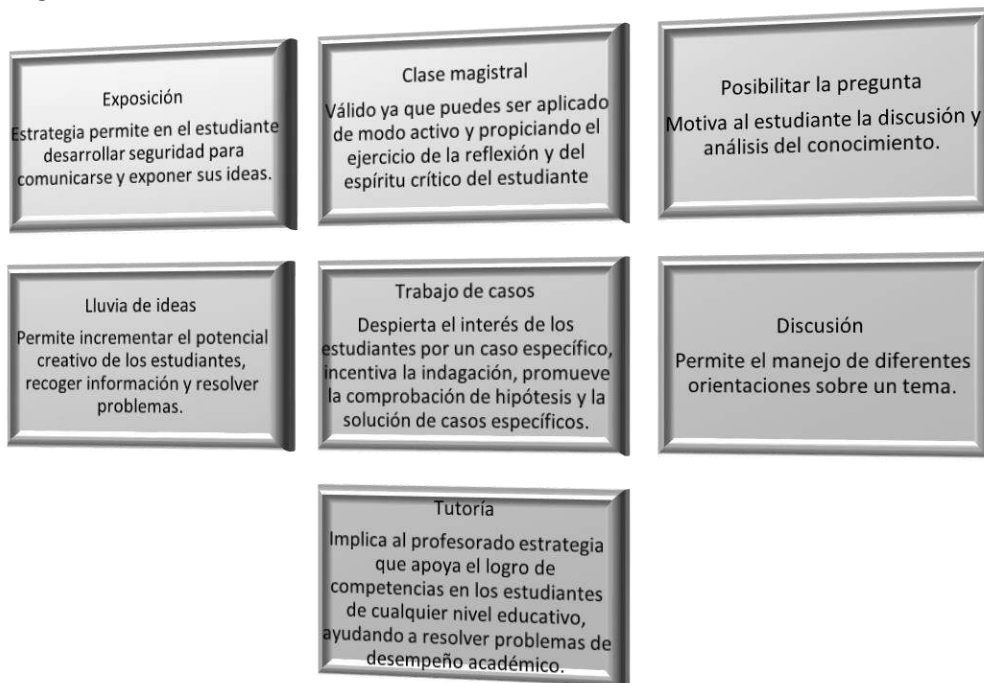 Exposición
Estrategia permite en el estudiante
desarrollar seguridad para
comunicarse y exponer sus ideas.
Clase magistral
Válido ya que puedes ser aplicado
de modo activo y propiciando el
ejercicio de la reflexión y del
espíritu crítico del estudiante
Posibilitar la pregunta
Motiva al estudiante la discusión y
análisis del conocimiento.
Lluvia de ideas
Permite incrementar el potencial
creativo de los estudiantes,
recoger información y resolver
problemas.
Trabajo de casos
Despierta el interés de los
estudiantes por un caso específico,
incentiva la indagación, promueve
la comprobación de hipótesis y la
solución de casos específicos.
Discusión
Permite el manejo de diferentes
orientaciones sobre un tema.
Tutoría
Implica al profesorado estrategia
que apoya el logro de
competencias en los estudiantes
de cualquier nivel educativo,
ayudando a resolver problemas de
desempeño académico.